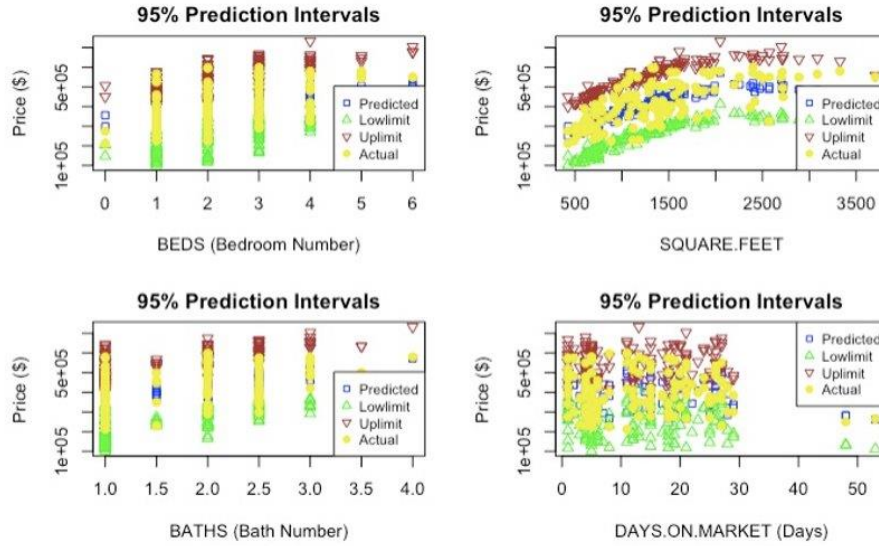 95% Prediction Intervals
Price ($)
5e+05
1e+05
Predicted
Lowlimit
Uplimit
Actual
0 1 2 3 4 5 6
BEDS (Bedroom Number)
95% Prediction Intervals
Price ($)
5e+05
1e+05
Predicted
Lowlimit
Uplimit
Actual
500 1500 2500 3500
SQUARE.FEET
95% Prediction Intervals
Price ($)
5e+05
1e+05
Predicted
Lowlimit
Uplimit
Actual
1.0 1.5 2.0 2.5 3.0 3.5 4.0
BATHS (Bath Number)
95% Prediction Intervals
Price ($)
5e+05
1e+05
Predicted
Lowlimit
Uplimit
Actual
0 10 20 30 40 50
DAYS.ON.MARKET (Days)